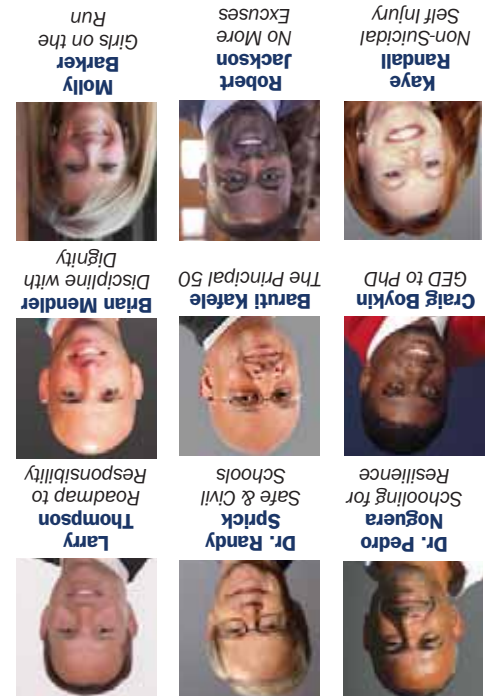 Dr. Pedro
Noguera
Schooling for
Resilience
Dr. Randy
Sprick
Safe & Civil
Schools
Larry
Thompson
Roadmap to
Responsibility
Craig Boykin
GED to PhD
Baruti Kafele
The Principal 50
Brian Mendler
Discipline with
Dignity
Kaye
Randall
Non-Suicidal
Self Injury
Robert
Jackson
No More
Excuses
Molly
Barker
Girls on the
Run